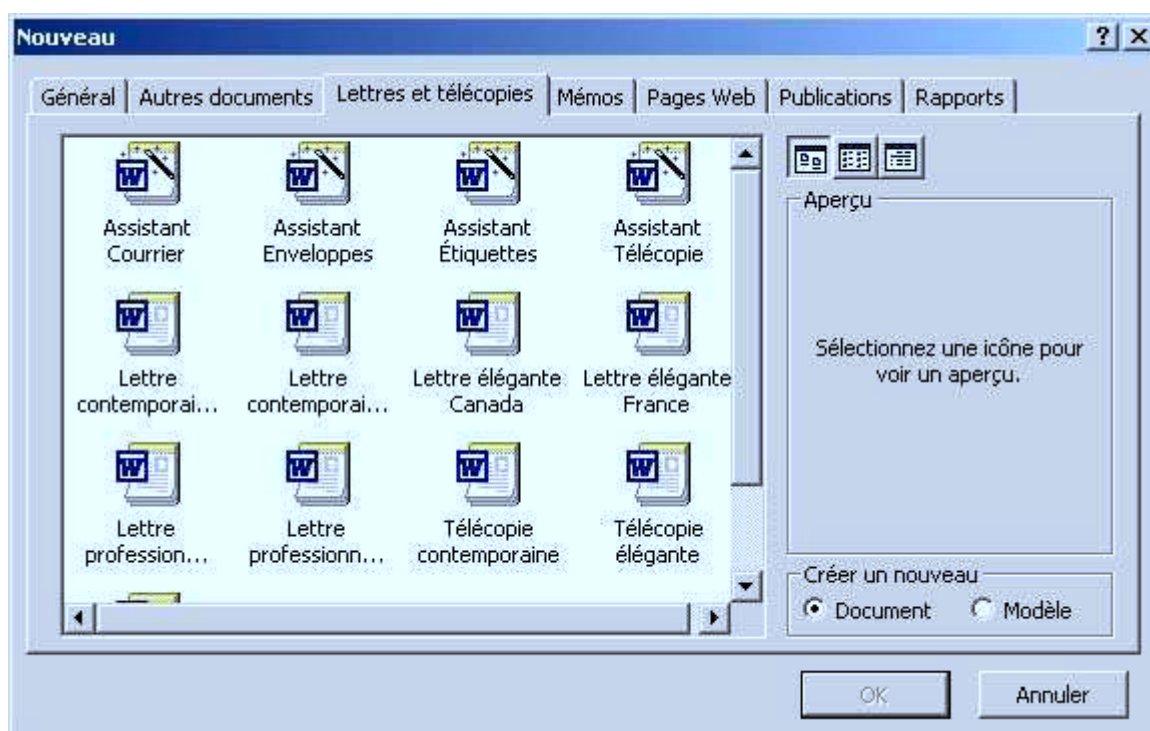 Nouveau
Général
Autres documents
Lettres et télécopies
Mémos
Pages Web
Publications
Rapports
Assistant
Courrier
Assistant
Enveloppes
Assistant
Étiquettes
Assistant
Télécopie
Lettre
contemporai...
Lettre
contemporai...
Lettre élégante
Canada
Lettre élégante
France
Lettre
profession...
Lettre
professionn...
Télécopie
contemporaine
Télécopie
élégante
Aperçu
Sélectionnez une icône pour
voir un aperçu.
Créer un nouveau
Document
Modèle
OK
Annuler